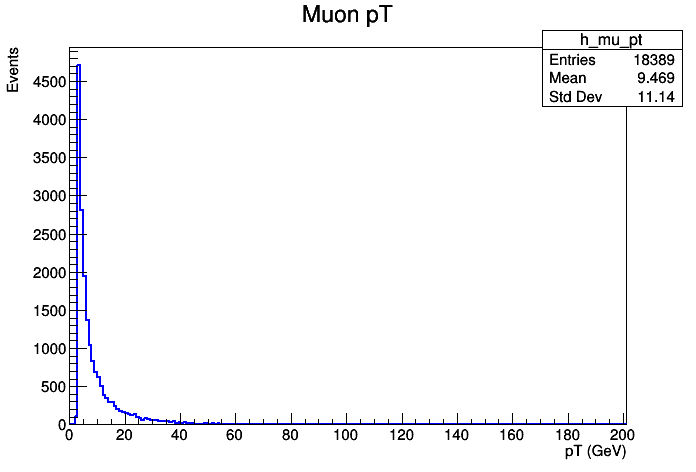 Muon pT
Events
h_mu_pt
Entries 18389
Mean 9.469
Std Dev 11.14
4500
4000
3500
3000
2500
2000
1500
1000
500
0
0 20 40 60 80 100 120 140 160 180 200
pT (GeV)